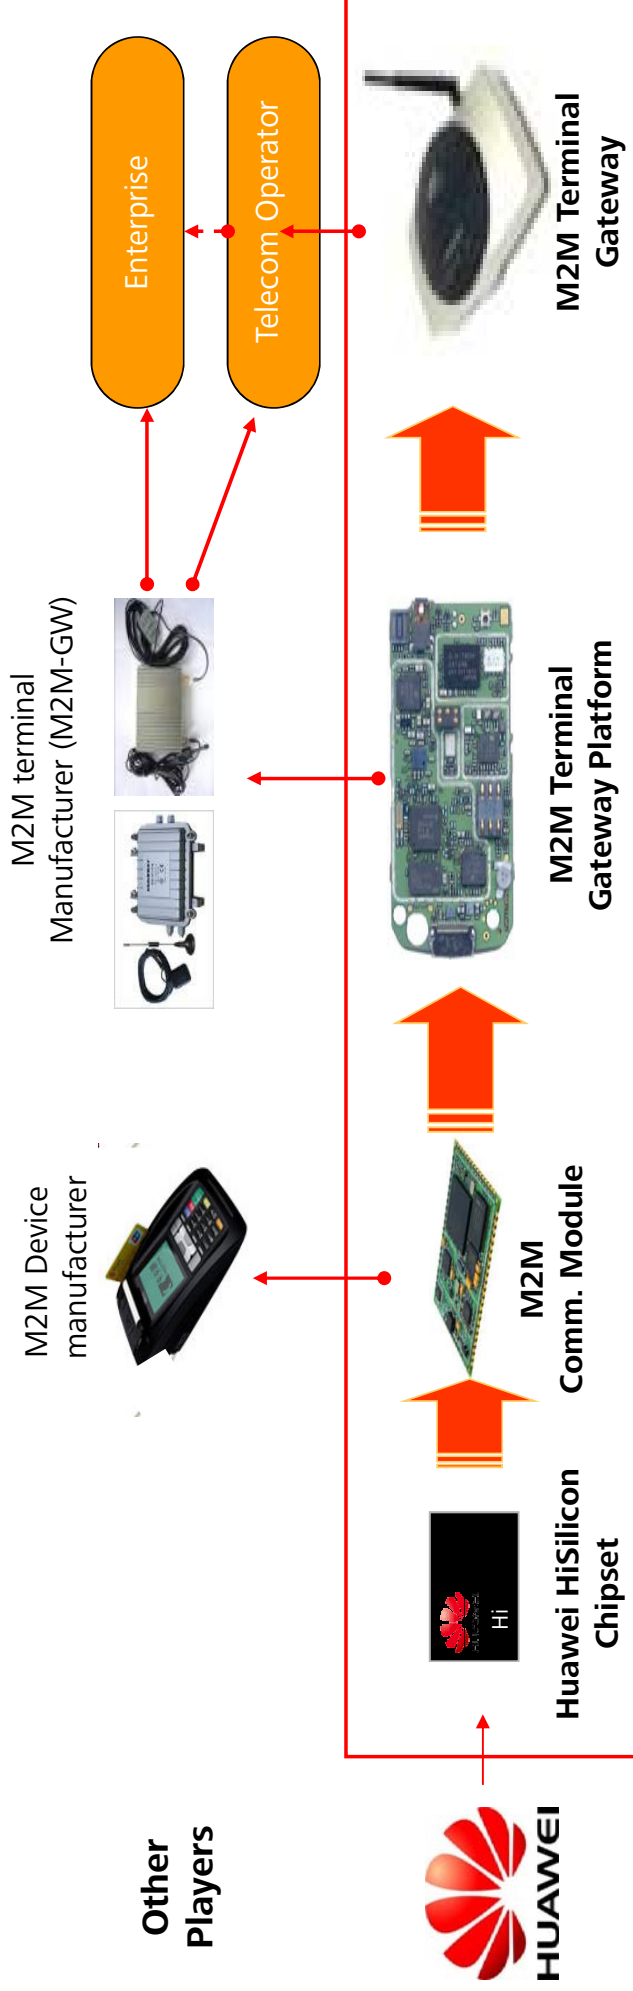 Other
Players
M2M Device
manufacturer
M2M terminal
Manufacturer (M2M-GW)
Enterprise
Telecom Operator
HUAWEI
HUAWEI
Hi
Huawei HiSilicon
Chipset
M2M
Comm. Module
M2M Terminal
Gateway Platform
M2M Terminal
Gateway